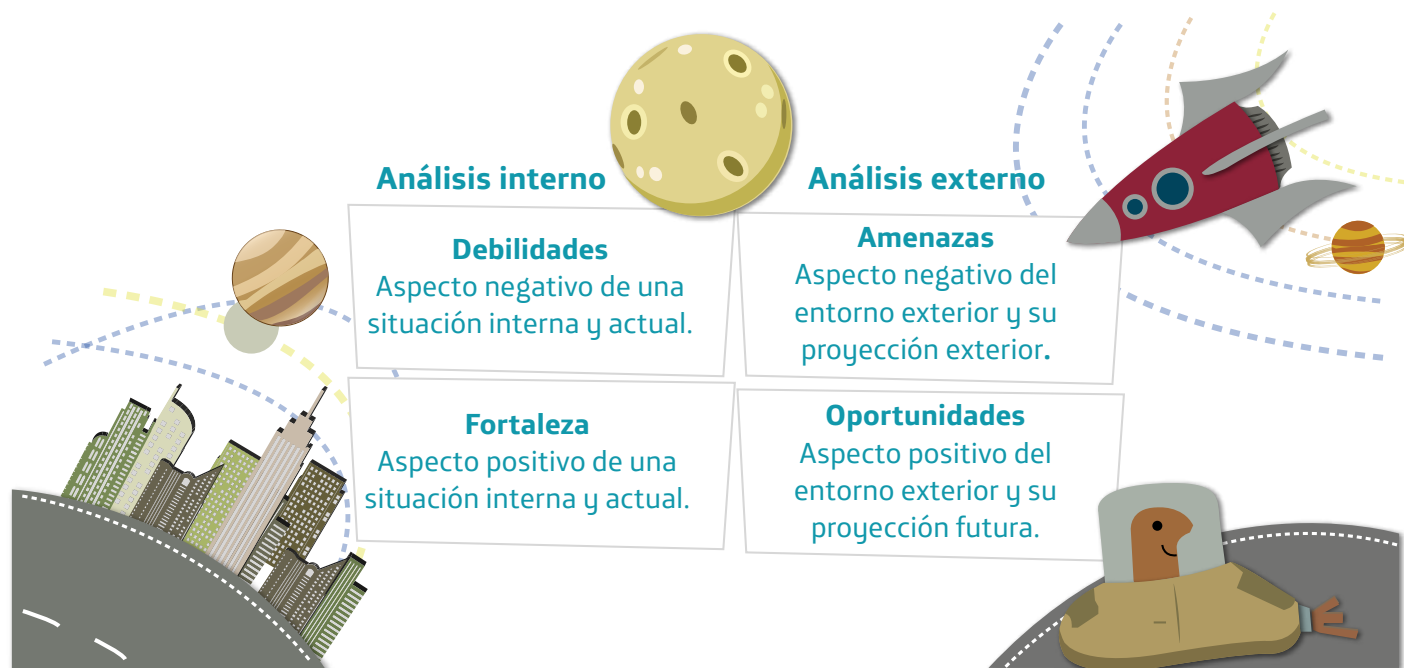 Análisis interno
Análisis externo
Debilidades
Aspecto negativo de una
situación interna y actual.
Amenazas
Aspecto negativo del
entorno exterior y su
proyección exterior.
Fortaleza
Aspecto positivo de una
situación interna y actual.
Oportunidades
Aspecto positivo del
entorno exterior y su
proyección futura.